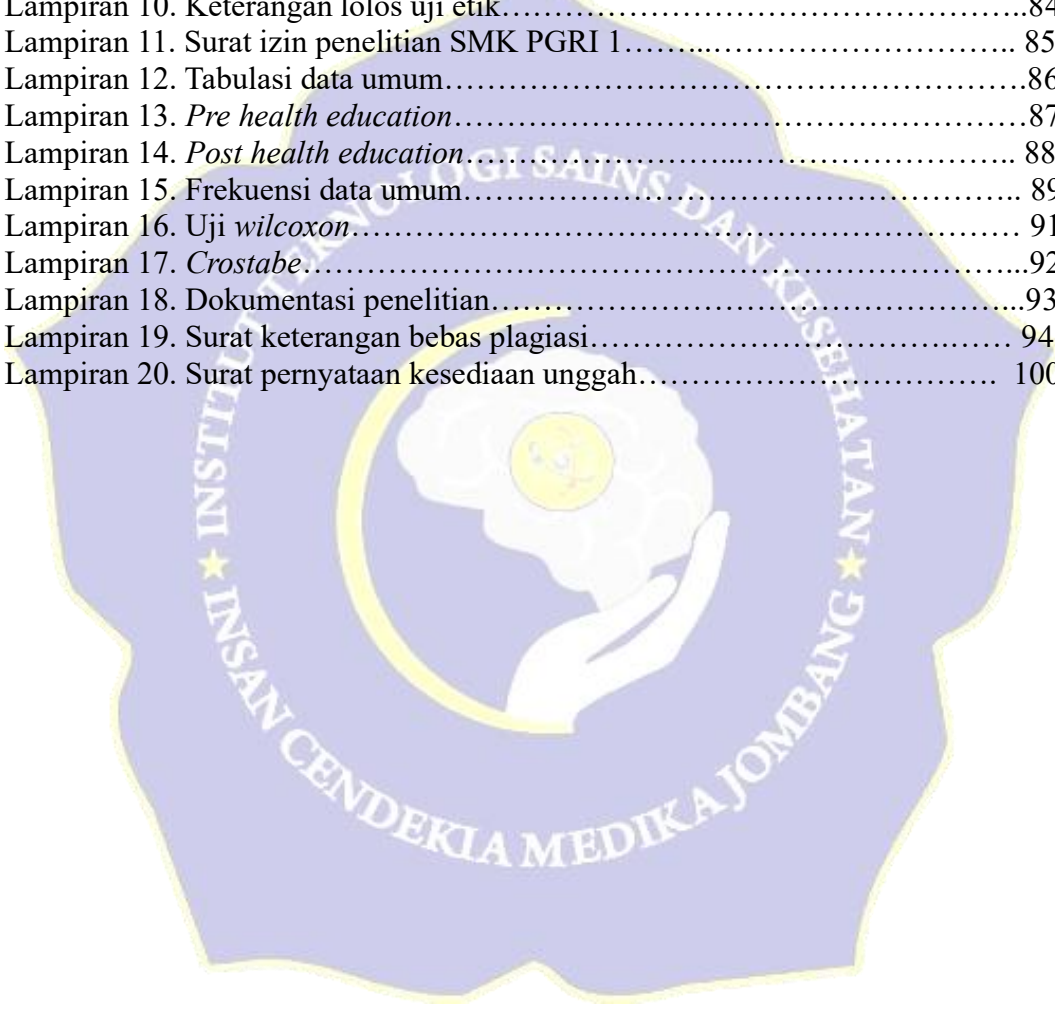 Lampiran 10. Keterangan lolos uji etik…………………………………………..84
Lampiran 11. Surat izin penelitian SMK PGRI 1……...……………………….. 85
Lampiran 12. Tabulasi data umum……………………………………………….86
Lampiran 13. Pre health education………………………………………………87
Lampiran 14. Post health education……………………...…………………….. 88
Lampiran 15. Frekuensi data umum…………………………………………….. 89
Lampiran 16. Uji wilcoxon……………………………………………………… 91
Lampiran 17. Crostabe…………………………………………………………...92
Lampiran 18. Dokumentasi penelitian…………………………………………...93
Lampiran 19. Surat keterangan bebas plagiasi…………………………….…… 94
Lampiran 20. Surat pernyataan kesediaan unggah……………………………. 100
INSTITUT TEKNOLOGI SAINS DAN KESEHATAN
INSAN CENDEKIA MEDIKA JOMBANG